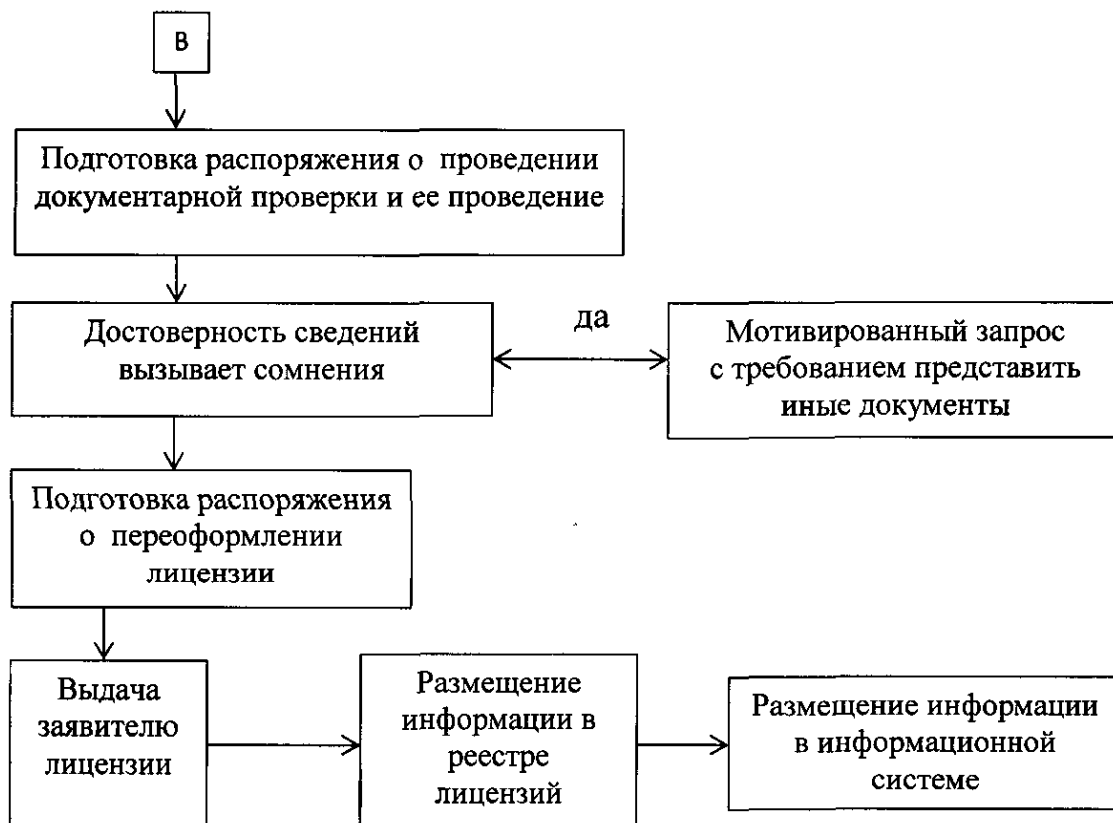 В
Подготовка распоряжения о проведении
документарной проверки и ее проведение
Достоверность сведений
вызывает сомнения
да
Мотивированный запрос
с требованием представить
иные документы
Подготовка распоряжения
о переоформлении
лицензии
Выдача
заявителю
лицензии
Размещение
информации в
реестре
лицензий
Размещение информации
в информационной
системе